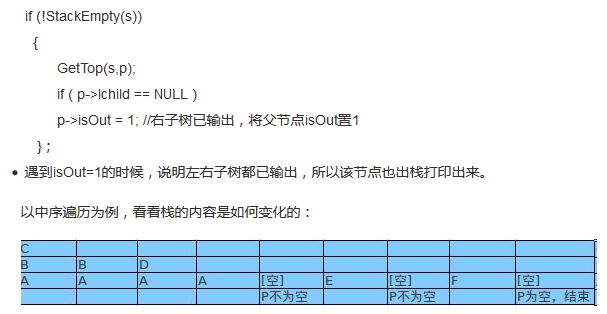 if (!StackEmpty(s))
{
GetTop(s,p);
if ( p->lchild == NULL )
p->isOut = 1; //右子树已输出，将父节点isOut置1
}；
● 遇到isOut=1的时候，说明左右子树都已输出，所以该节点也出栈打印出来。
以中序遍历为例，看看栈的内容是如何变化的：
C
B B D
A A A A [空] E [空] F [空]
P不为空 P不为空 P为空，结束